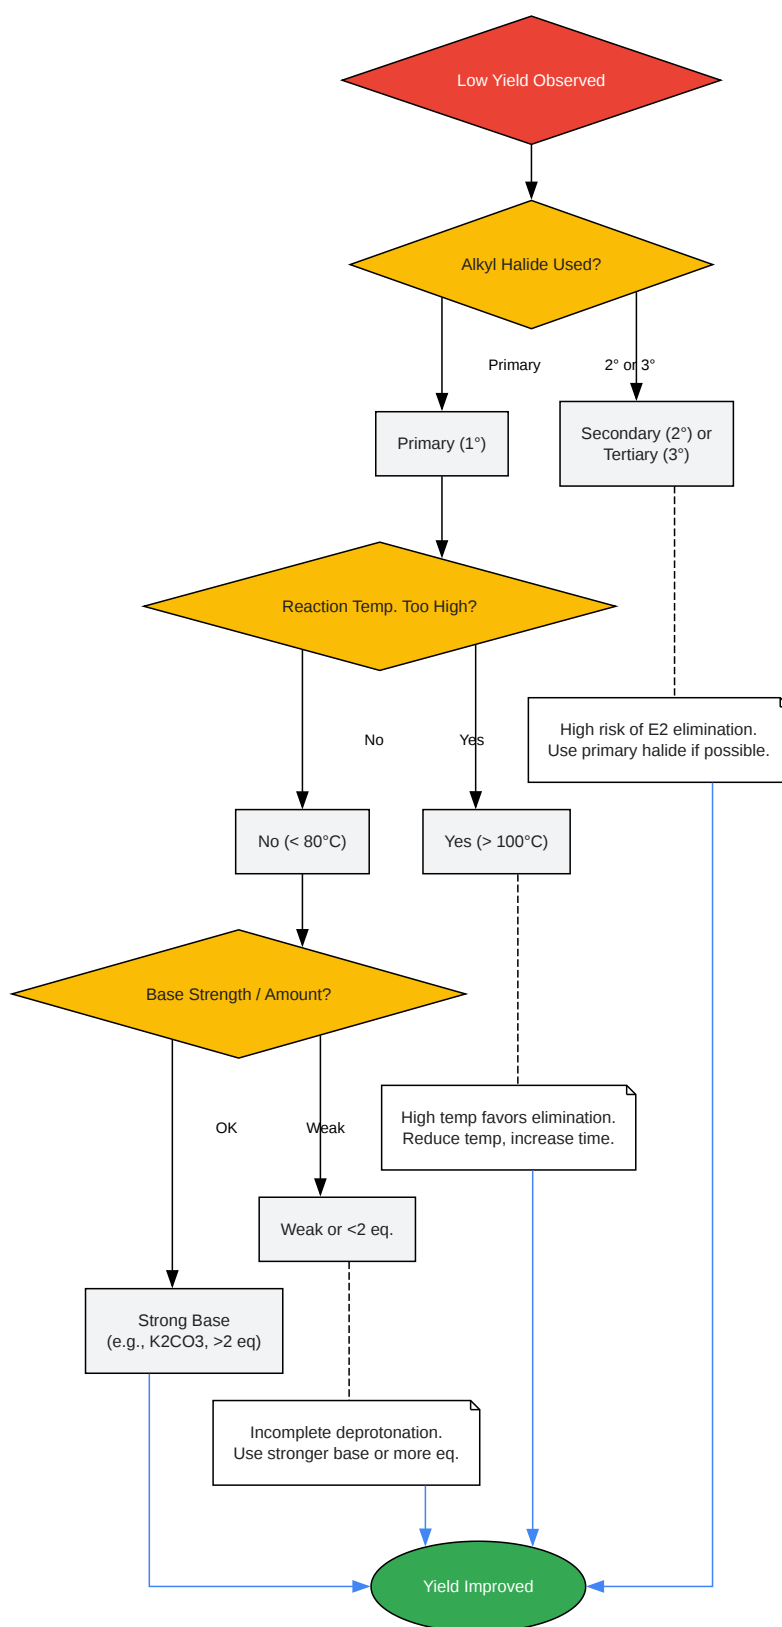 Low Yield Observed
Alkyl Halide Used?
Primary
2° or 3°
Primary (1°)
Secondary (2°) or
Tertiary (3°)
Reaction Temp. Too High?
No
Yes
High risk of E2 elimination.
Use primary halide if possible.
No (< 80°C)
Yes (> 100°C)
Base Strength / Amount?
OK
Weak
High temp favors elimination.
Reduce temp, increase time.
Weak or <2 eq.
Strong Base
(e.g., K2CO3, >2 eq)
Incomplete deprotonation.
Use stronger base or more eq.
Yield Improved